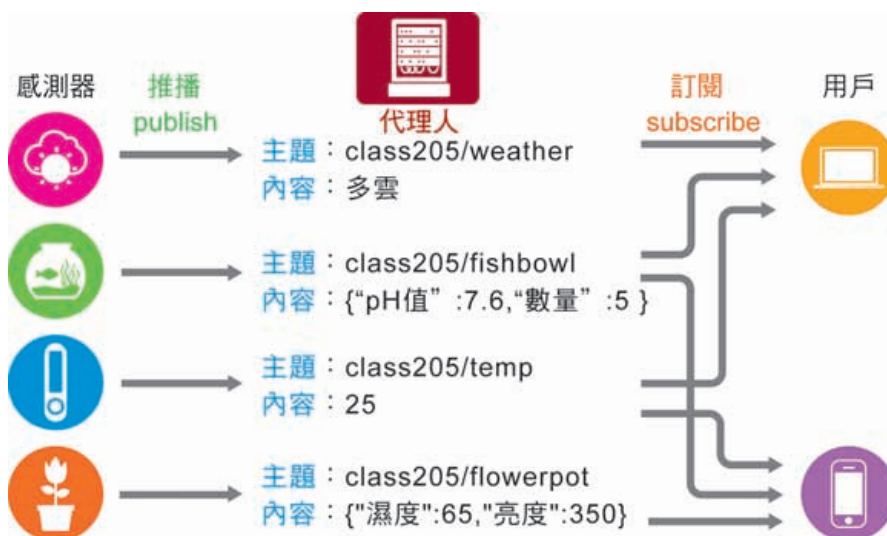 感測器
推播
publish
代理人
訂閱
subscribe
用戶
主題：class205/weather
內容：多雲
主題：class205/fishbowl
內容：{“pH值” :7.6,“數量” :5 }
主題：class205/temp
內容：25
主題：class205/flowerpot
內容：{"濕度":65,"亮度":350}